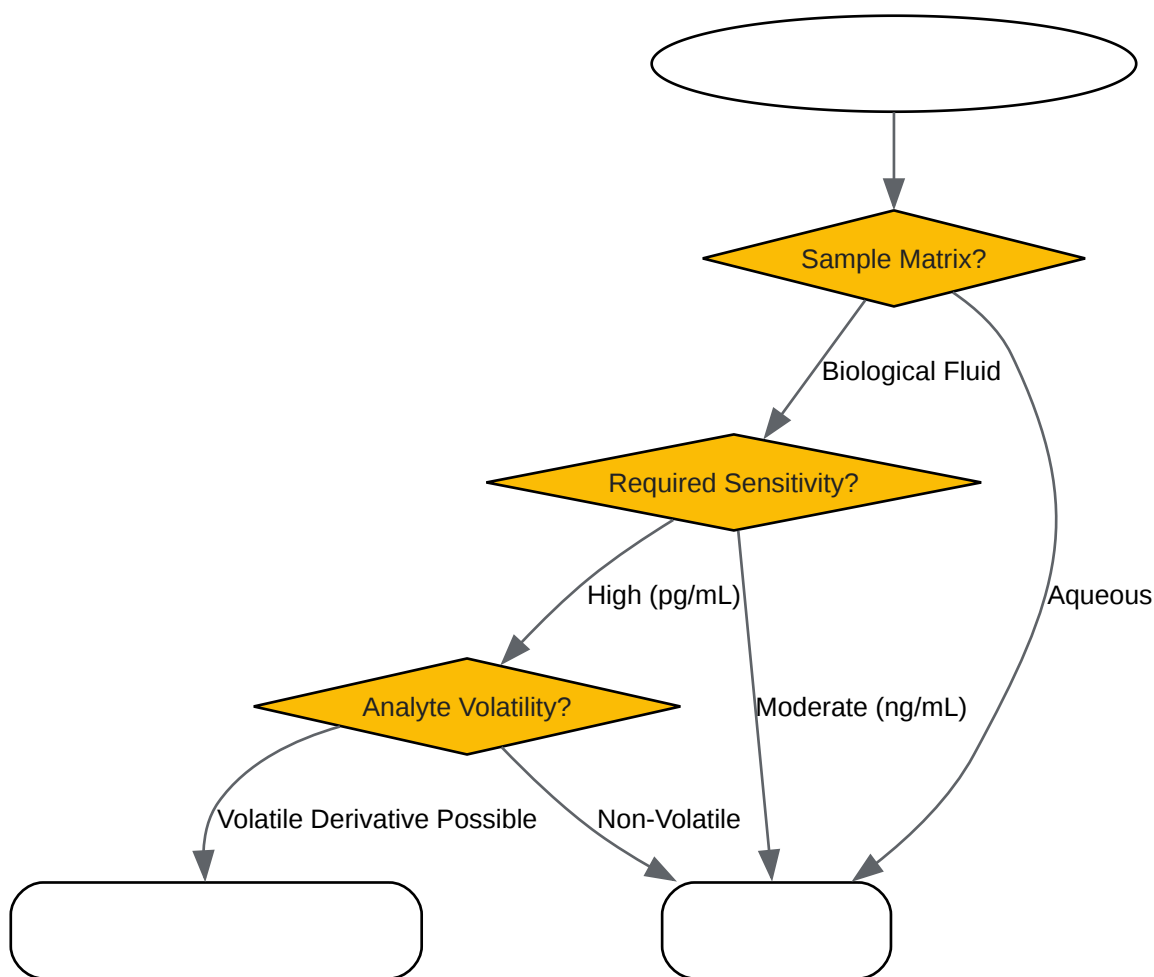 Sample Matrix?
Biological Fluid
Required Sensitivity?
High (pg/mL)
Aqueous
Analyte Volatility?
Moderate (ng/mL)
Volatile Derivative Possible
Non-Volatile